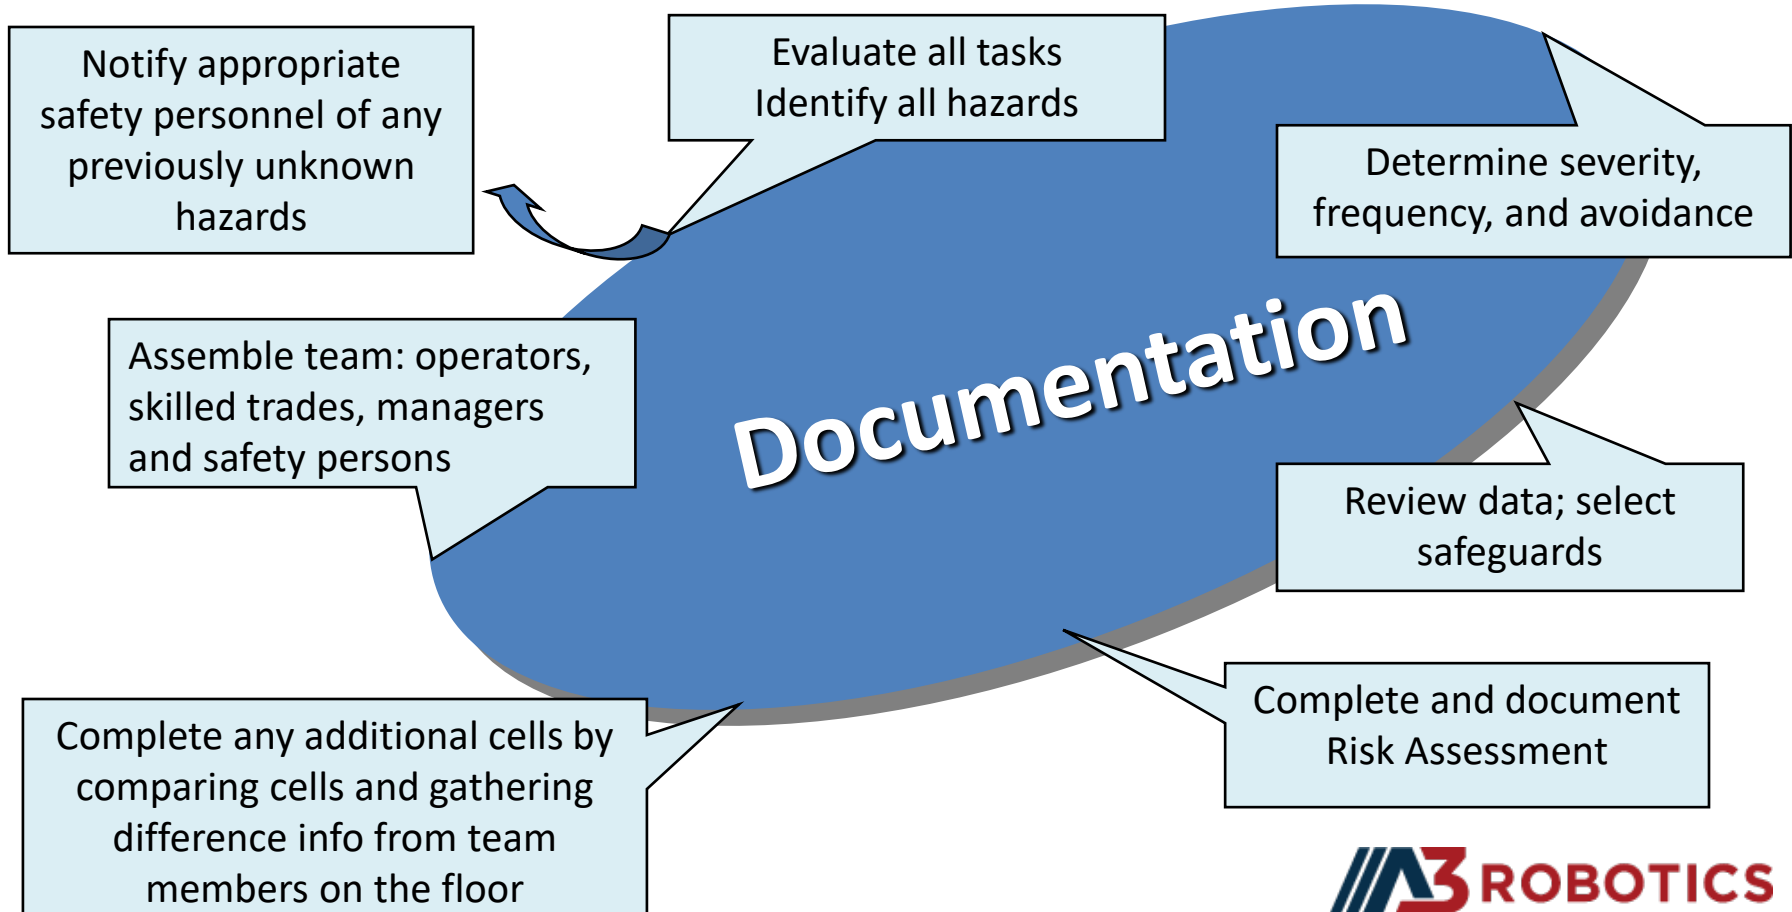 Notify appropriate
safety personnel of any
previously unknown
hazards
Evaluate all tasks
Identify all hazards
Determine severity,
frequency, and avoidance
Assemble team: operators,
skilled trades, managers
and safety persons
Documentation
Review data; select
safeguards
Complete and document
Risk Assessment
Complete any additional cells by
comparing cells and gathering
difference info from team
members on the floor
A3 ROBOTICS